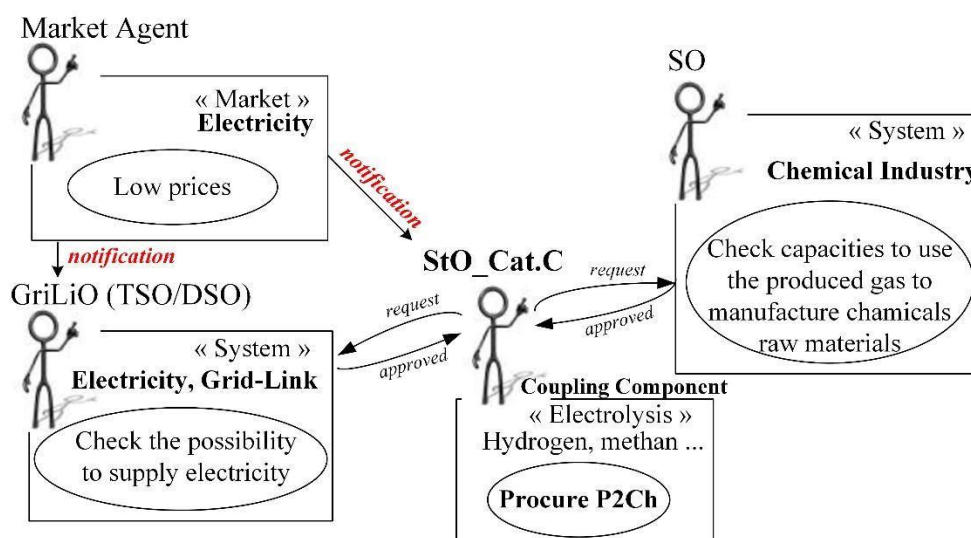 Market Agent
« Market »
Electricity
Low prices
notification
notification
SO
« System »
Chemical Industry
Check capacities to use
the produced gas to
manufacture chamicals
raw materials
StO_Cat.C
request
approved
request
approved
GriLiO (TSO/DSO)
« System »
Electricity, Grid-Link
Check the possibility
to supply electricity
Coupling Component
« Electrolysis »
Hydrogen, methan ...
Procure P2Ch